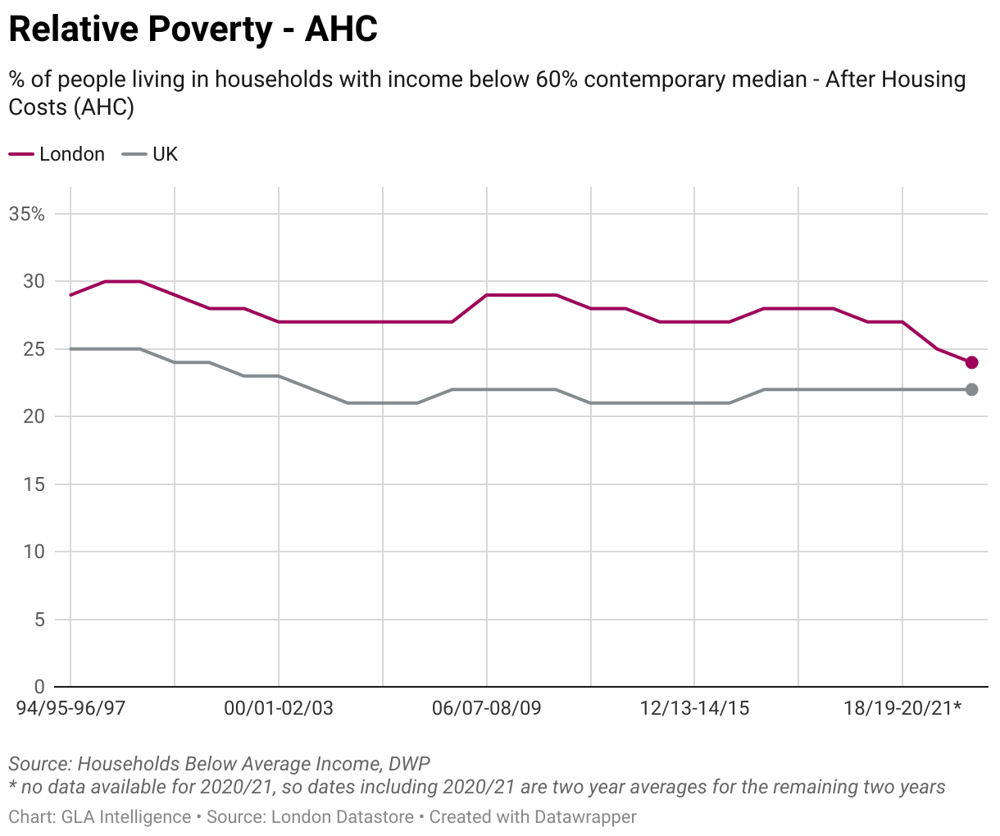 Relative Poverty - AHC
% of people living in households with income below 60% contemporary median - After Housing
Costs (AHC)
London UK
35%
30
25
20
15
10
5
0
94/95-96/97 00/01-02/03 06/07-08/09 12/13-14/15 18/19-20/21*
Source: Households Below Average Income, DWP
* no data available for 2020/21, so dates including 2020/21 are two year averages for the remaining two years
Chart: GLA Intelligence • Source: London Datastore • Created with Datawrapper